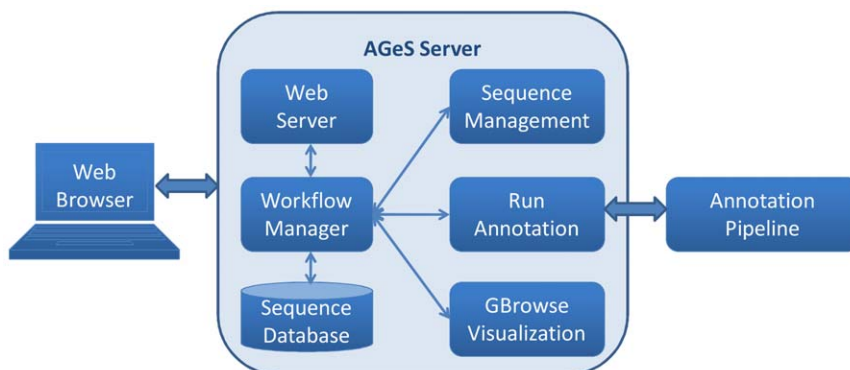 AGeS Server
Web
Server
Sequence
Management
Web
Browser
Workflow
Manager
Run
Annotation
Annotation
Pipeline
Sequence
Database
GBrowse
Visualization